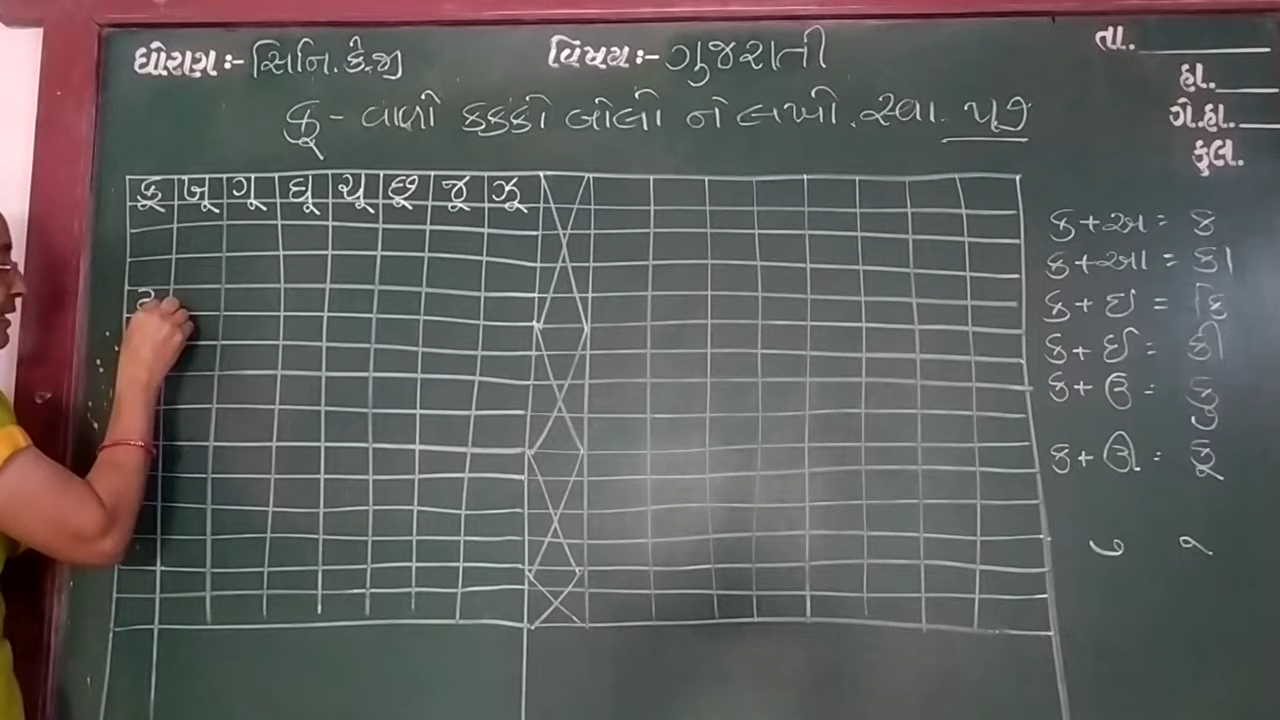 ધોરણ:- સિનિ. કે.જી વિષય:- ગુજરાતી તા.
હા.
ગે.હા.
કુલ.
કૂ - વાળો કક્કો બોલો ને લખો. સ્વા.
કૂ ખૂ ગૂ ઘૂ ચૂ છૂ જૂ ઝૂ
ક + અ = ક
ક + આ = કા
ક + ઇ = કિ
ક + ઈ = કી
ક + ઉ = કુ
ક + ઊ = કૂ
ુ ૂ